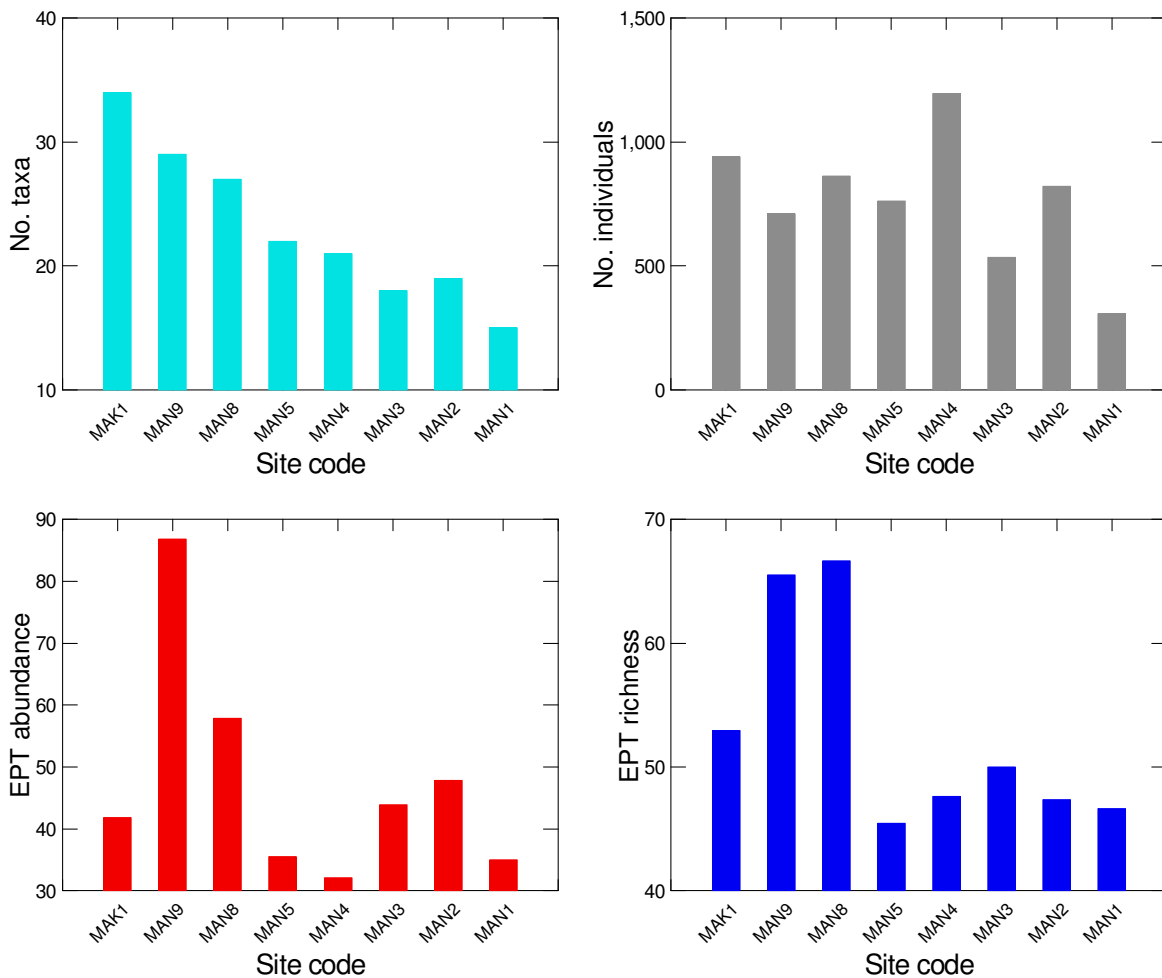 No. taxa
40
30
20
10
MAK1 MAN9 MAN8 MAN5 MAN4 MAN3 MAN2 MAN1
Site code
No. individuals
1,500
1,000
500
0
MAK1 MAN9 MAN8 MAN5 MAN4 MAN3 MAN2 MAN1
Site code
EPT abundance
90
80
70
60
50
40
30
MAK1 MAN9 MAN8 MAN5 MAN4 MAN3 MAN2 MAN1
Site code
EPT richness
70
60
50
40
MAK1 MAN9 MAN8 MAN5 MAN4 MAN3 MAN2 MAN1
Site code